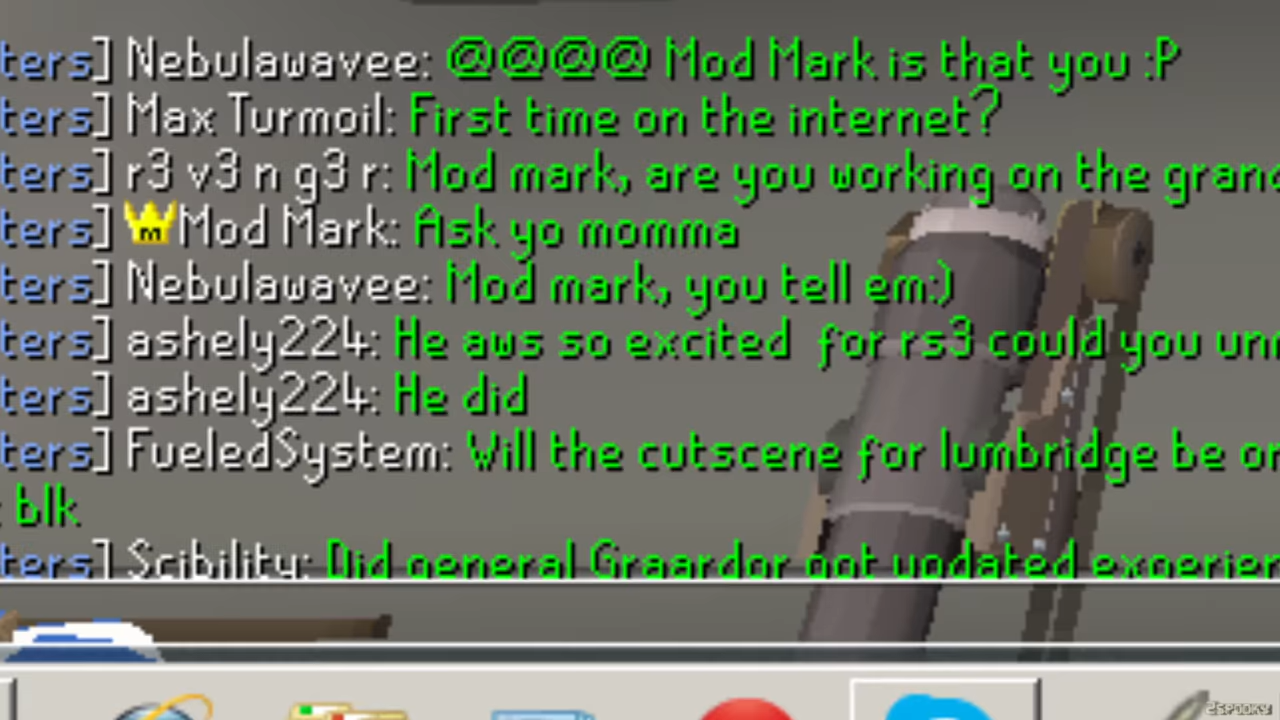 ters] Nebulawavee: @@@@ Mod Mark is that you :P
ters] Max Turmoil: First time on the internet?
ters] r3 v3 n g3 r: Mod mark, are you working on the grand
ters] Mod Mark: Ask yo momma
ters] Nebulawavee: Mod mark, you tell em:)
ters] ashely224: He aws so excited for rs3 could you unm
ters] ashely224: He did
ters] FueledSystem: Will the cutscene for lumbridge be on
: blk
ters] Scibility: Did general Graardor got updated experien
2SPOOKY